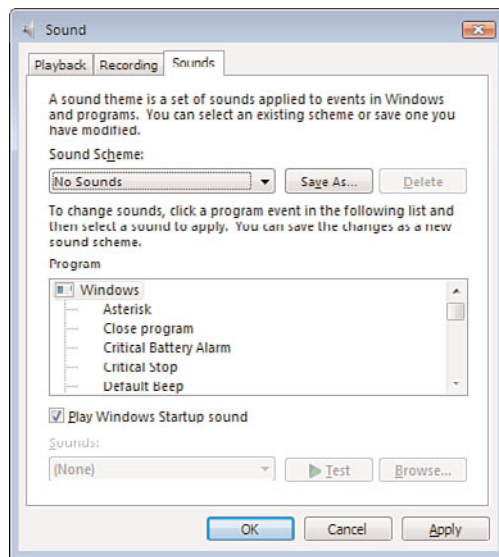 Sound
Playback Recording Sounds
A sound theme is a set of sounds applied to events in Windows
and programs. You can select an existing scheme or save one you
have modified.
Sound Scheme:
No Sounds Save As... Delete
To change sounds, click a program event in the following list and
then select a sound to apply. You can save the changes as a new
sound scheme.
Program
Windows
Asterisk
Close program
Critical Battery Alarm
Critical Stop
Default Beep
Play Windows Startup sound
Sounds:
(None) Test Browse...
OK Cancel Apply